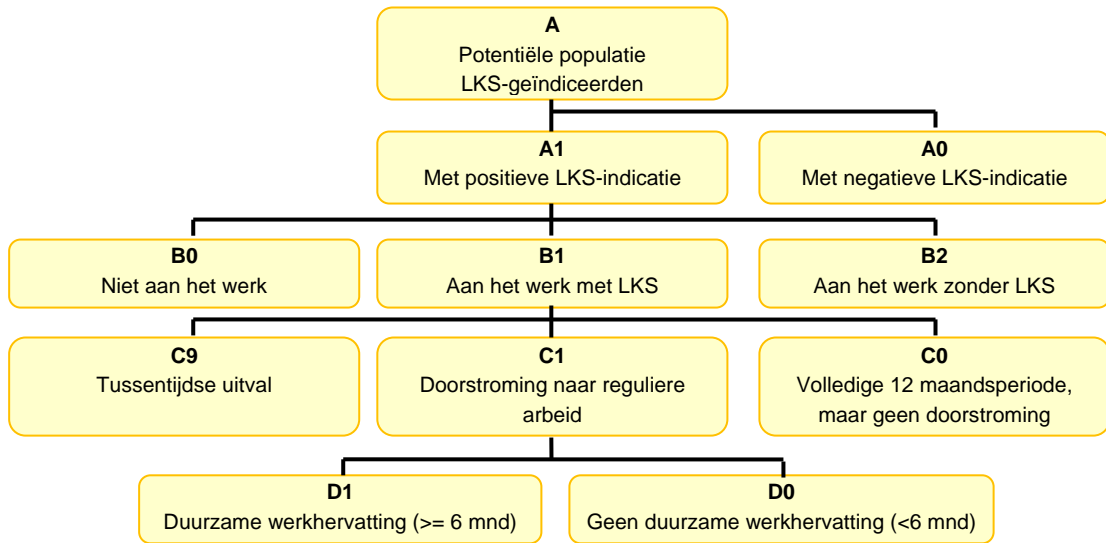 A
Potentiële populatie
LKS-geïndiceerden
A1
Met positieve LKS-indicatie
A0
Met negatieve LKS-indicatie
B0
Niet aan het werk
B1
Aan het werk met LKS
B2
Aan het werk zonder LKS
C9
Tussentijdse uitval
C1
Doorstroming naar reguliere
arbeid
C0
Volledige 12 maandsperiode,
maar geen doorstroming
D1
Duurzame werkhervatting (>= 6 mnd)
D0
Geen duurzame werkhervatting (<6 mnd)